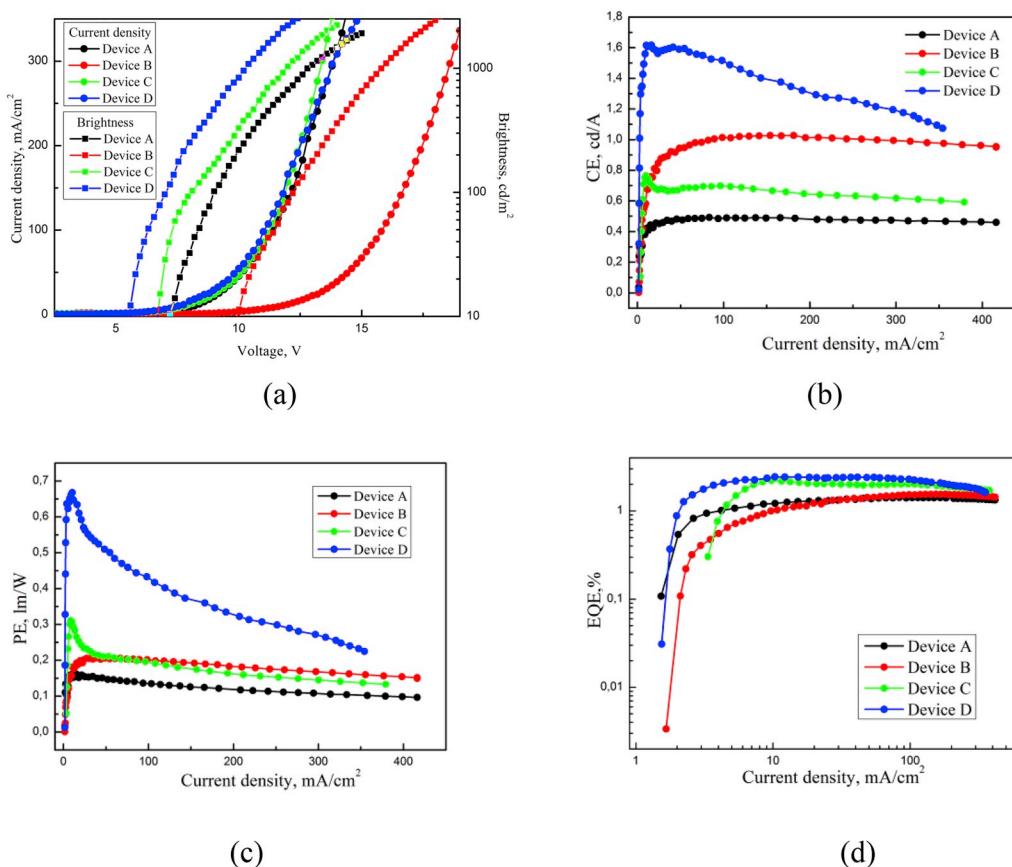 Current density
Device A
Device B
Device C
Device D
Brightness
Device A
Device B
Device C
Device D
Current density, mA/cm²
350
300
250
200
150
100
50
0
5
10
15
Voltage, V
1000
100
10
Brightness, cd/m²
(a)
Device A
Device B
Device C
Device D
CE, cd/A
1,8
1,6
1,4
1,2
1,0
0,8
0,6
0,4
0,2
0,0
0
100
200
300
400
Current density, mA/cm²
(b)
Device A
Device B
Device C
Device D
PE, lm/W
0,7
0,6
0,5
0,4
0,3
0,2
0,1
0,0
0
100
200
300
400
Current density, mA/cm²
(c)
EQE,%
1
0,1
0,01
Device A
Device B
Device C
Device D
1
10
100
Current density, mA/cm²
(d)